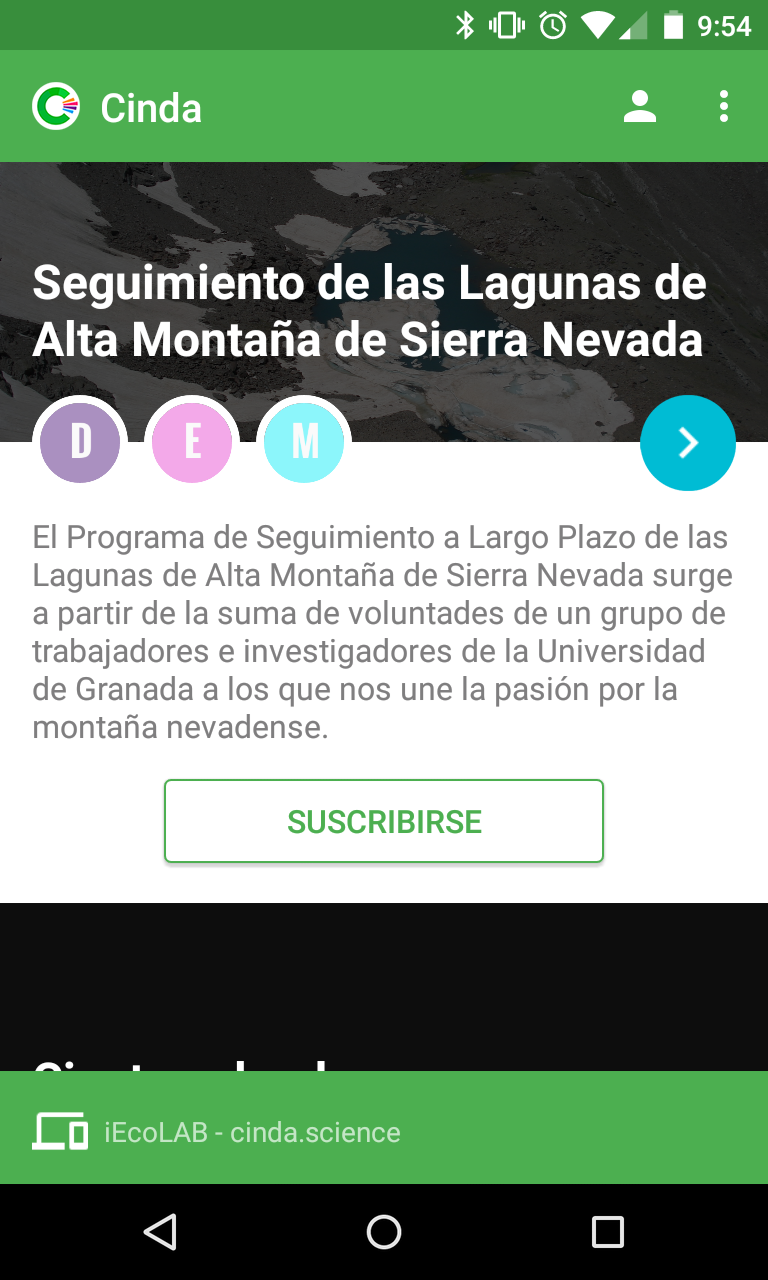 9:54
Cinda
Seguimiento de las Lagunas de
Alta Montaña de Sierra Nevada
D E M
El Programa de Seguimiento a Largo Plazo de las
Lagunas de Alta Montaña de Sierra Nevada surge
a partir de la suma de voluntades de un grupo de
trabajadores e investigadores de la Universidad
de Granada a los que nos une la pasión por la
montaña nevadense.
SUSCRIBIRSE
iEcoLAB - cinda.science